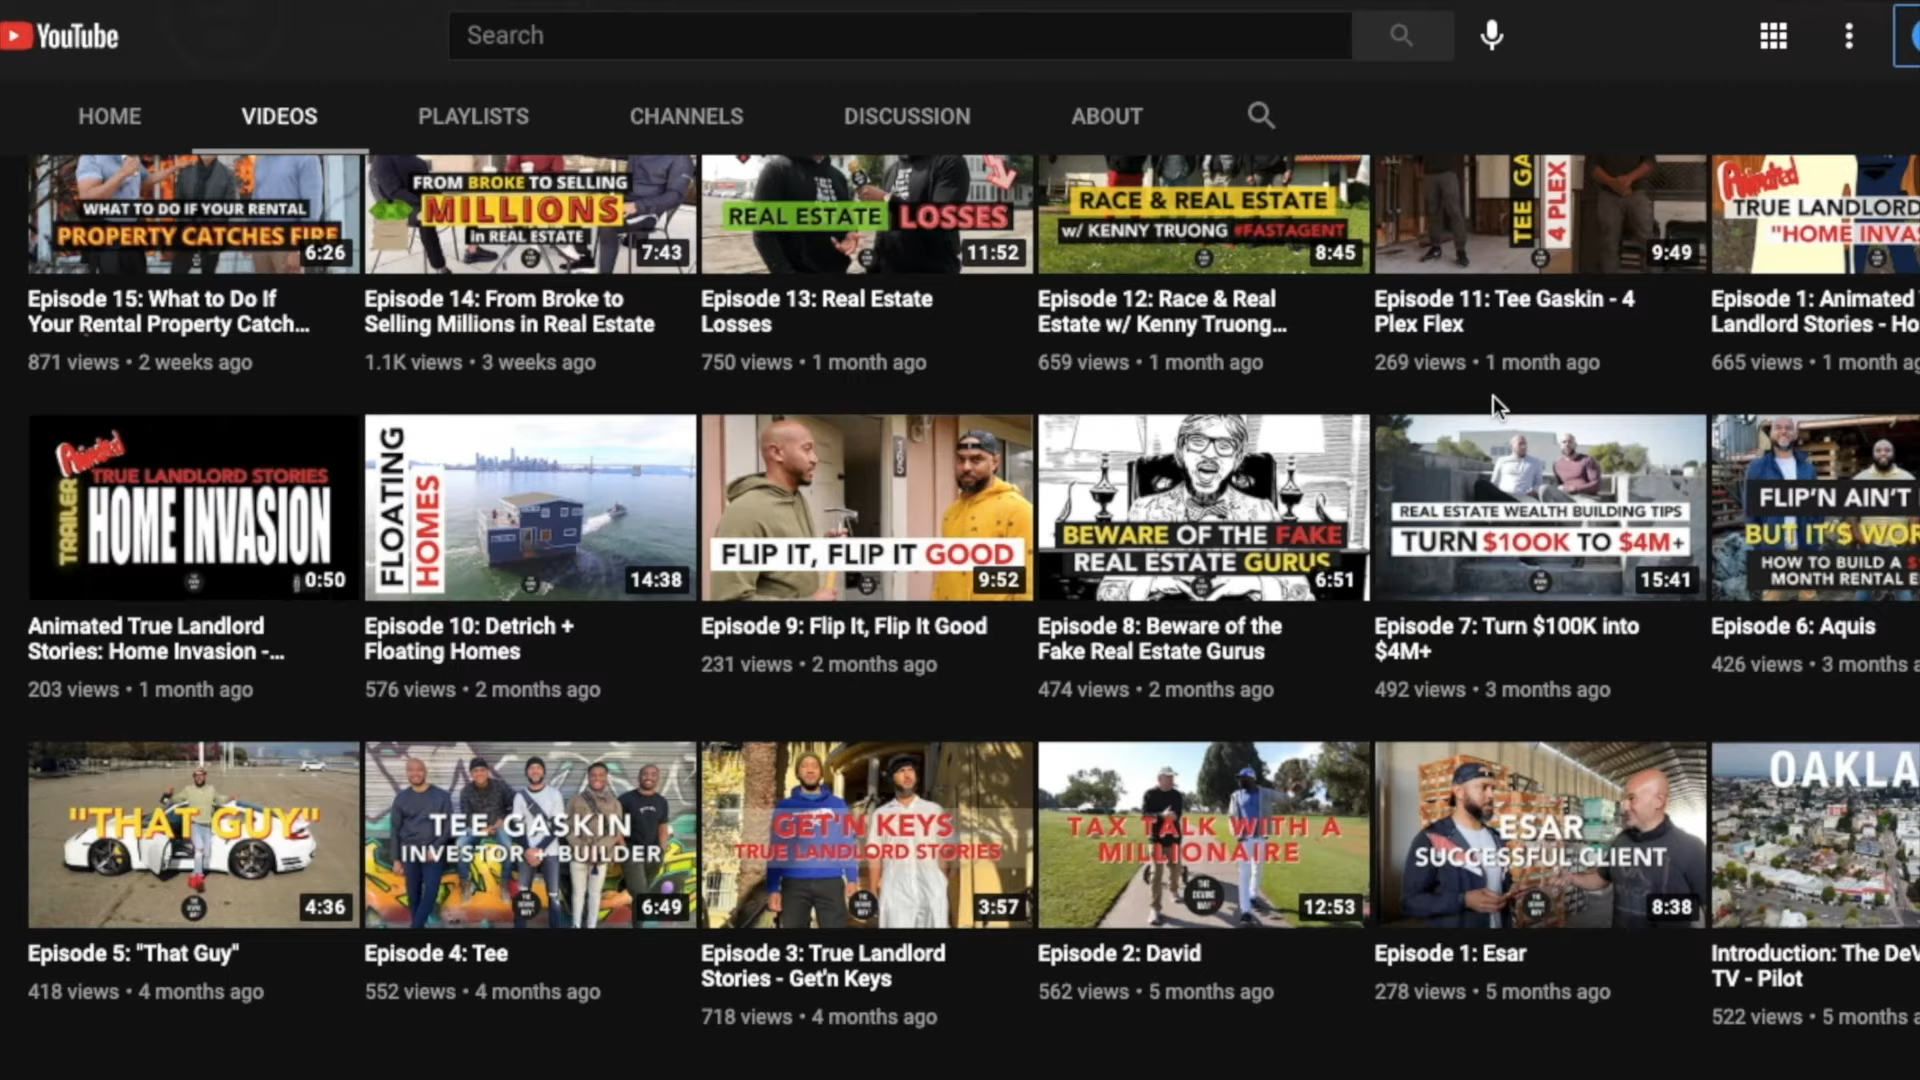 YouTube
Search
HOME VIDEOS PLAYLISTS CHANNELS DISCUSSION ABOUT
WHAT TO DO IF YOUR RENTAL
PROPERTY CATCHES FIRE
6:26
FROM BROKE TO SELLING
MILLIONS
in REAL ESTATE
7:43
REAL ESTATE LOSSES
11:52
RACE & REAL ESTATE
w/ KENNY TRUONG #FASTAGENT
8:45
TEE GA
4 PLEX
9:49
Animated
TRUE LANDLORD
"HOME INVAS
Episode 15: What to Do If
Your Rental Property Catch...
871 views • 2 weeks ago
Episode 14: From Broke to
Selling Millions in Real Estate
1.1K views • 3 weeks ago
Episode 13: Real Estate
Losses
750 views • 1 month ago
Episode 12: Race & Real
Estate w/ Kenny Truong...
659 views • 1 month ago
Episode 11: Tee Gaskin - 4
Plex Flex
269 views • 1 month ago
Episode 1: Animated
Landlord Stories - Ho
665 views • 1 month ag
Animated
TRUE LANDLORD STORIES
TRAILER
HOME INVASION
0:50
FLOATING
HOMES
14:38
FLIP IT, FLIP IT GOOD
9:52
BEWARE OF THE FAKE
REAL ESTATE GURUS
6:51
REAL ESTATE WEALTH BUILDING TIPS
TURN $100K TO $4M+
15:41
FLIP'N AIN'T
BUT IT'S WOR
HOW TO BUILD A $
MONTH RENTAL E
Animated True Landlord
Stories: Home Invasion -...
203 views • 1 month ago
Episode 10: Detrich +
Floating Homes
576 views • 2 months ago
Episode 9: Flip It, Flip It Good
231 views • 2 months ago
Episode 8: Beware of the
Fake Real Estate Gurus
474 views • 2 months ago
Episode 7: Turn $100K into
$4M+
492 views • 3 months ago
Episode 6: Aquis
426 views • 3 months a
"THAT GUY"
THE DEVINE WAY
4:36
TEE GASKIN
INVESTOR + BUILDER
6:49
GET'N KEYS
TRUE LANDLORD STORIES
3:57
TAX TALK WITH A
MILLIONAIRE
THE DEVINE WAY
12:53
ESAR
SUCCESSFUL CLIENT
8:38
OAKLA
Episode 5: "That Guy"
418 views • 4 months ago
Episode 4: Tee
552 views • 4 months ago
Episode 3: True Landlord
Stories - Get'n Keys
718 views • 4 months ago
Episode 2: David
562 views • 5 months ago
Episode 1: Esar
278 views • 5 months ago
Introduction: The DeV
TV - Pilot
522 views • 5 months a